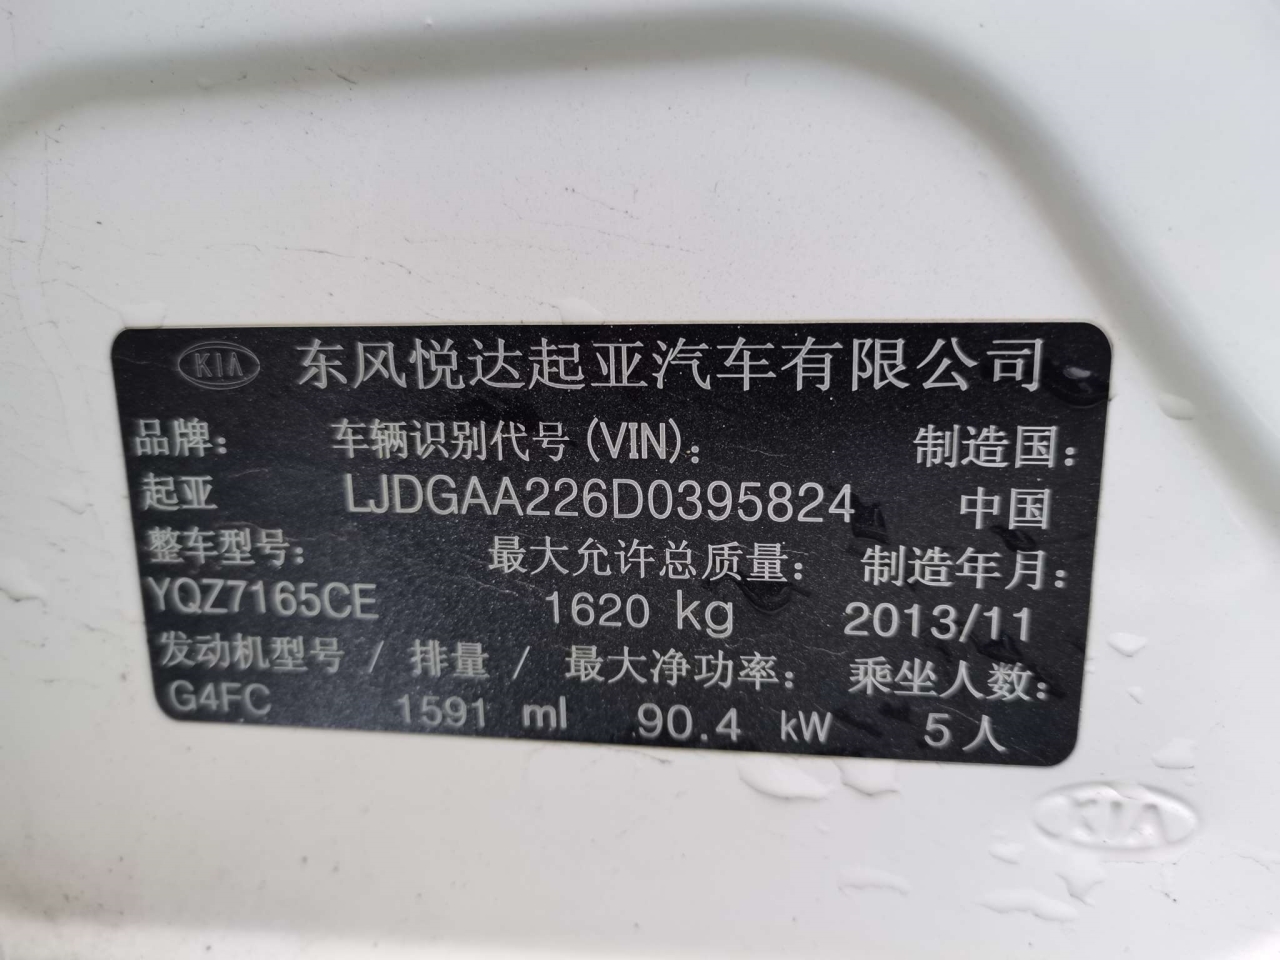 KIA 东风悦达起亚汽车有限公司
品牌： 车辆识别代号(VIN)： 制造国：
起亚 LJDGAA226D0395824 中国
整车型号： 最大允许总质量： 制造年月：
YQZ7165CE 1620 kg 2013/11
发动机型号 / 排量 / 最大净功率： 乘坐人数：
G4FC 1591 ml 90.4 kW 5人
KIA